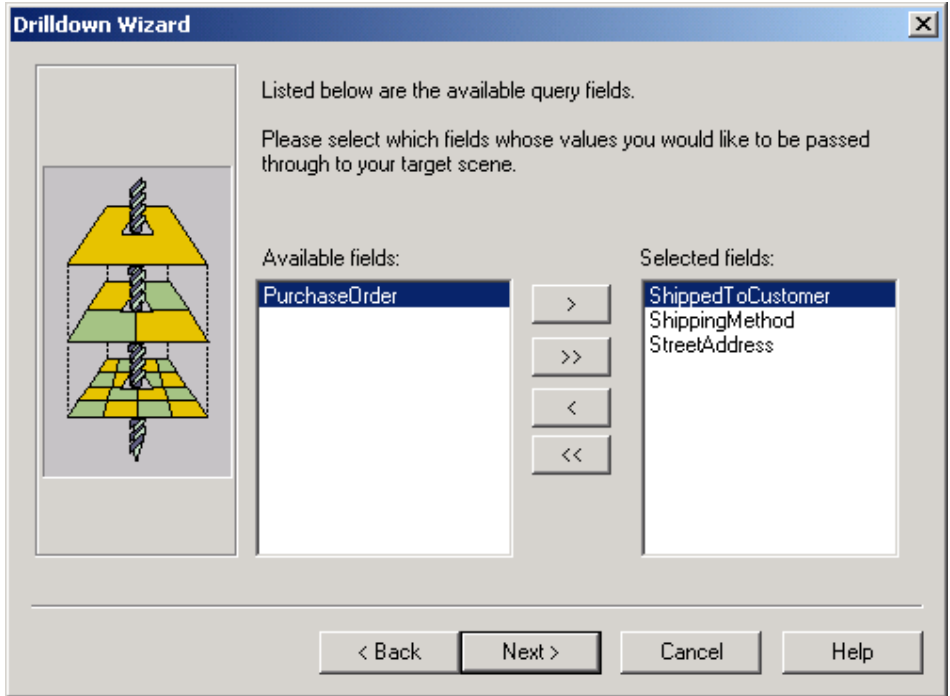 Drilldown Wizard
Listed below are the available query fields.
Please select which fields whose values you would like to be passed
through to your target scene.
Available fields:
PurchaseOrder
>
>>
<
<<
Selected fields:
ShippedToCustomer
ShippingMethod
StreetAddress
< Back
Next >
Cancel
Help